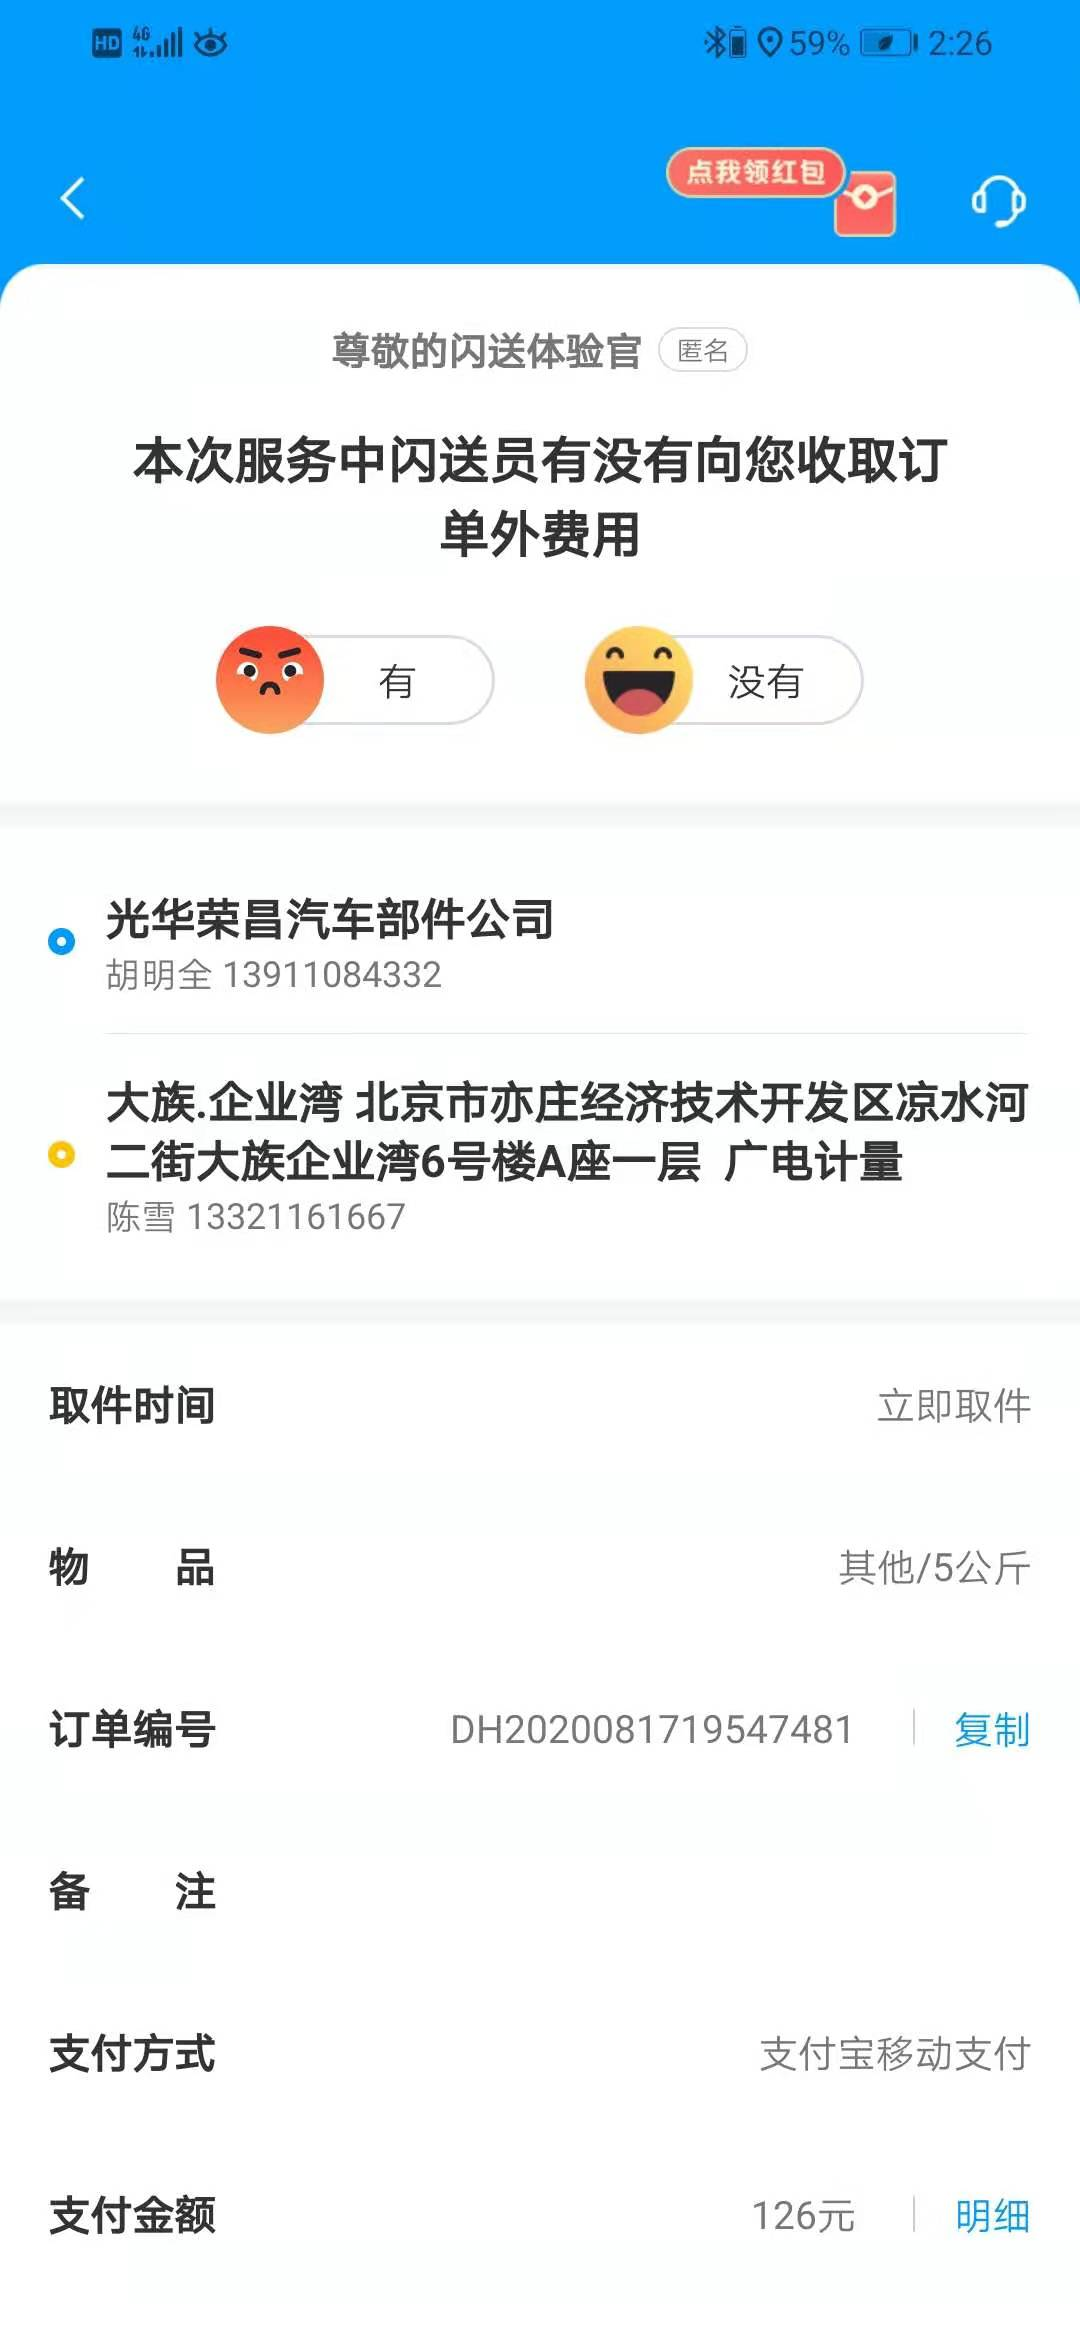 HD 4G 59% 2:26
点我领红包
尊敬的闪送体验官 匿名
本次服务中闪送员有没有向您收取订
单外费用
有 没有
光华荣昌汽车部件公司
胡明全 13911084332
大族.企业湾 北京市亦庄经济技术开发区凉水河
二街大族企业湾6号楼A座一层 广电计量
陈雪 13321161667
取件时间 立即取件
物品 其他/5公斤
订单编号 DH2020081719547481 复制
备注
支付方式 支付宝移动支付
支付金额 126元 明细